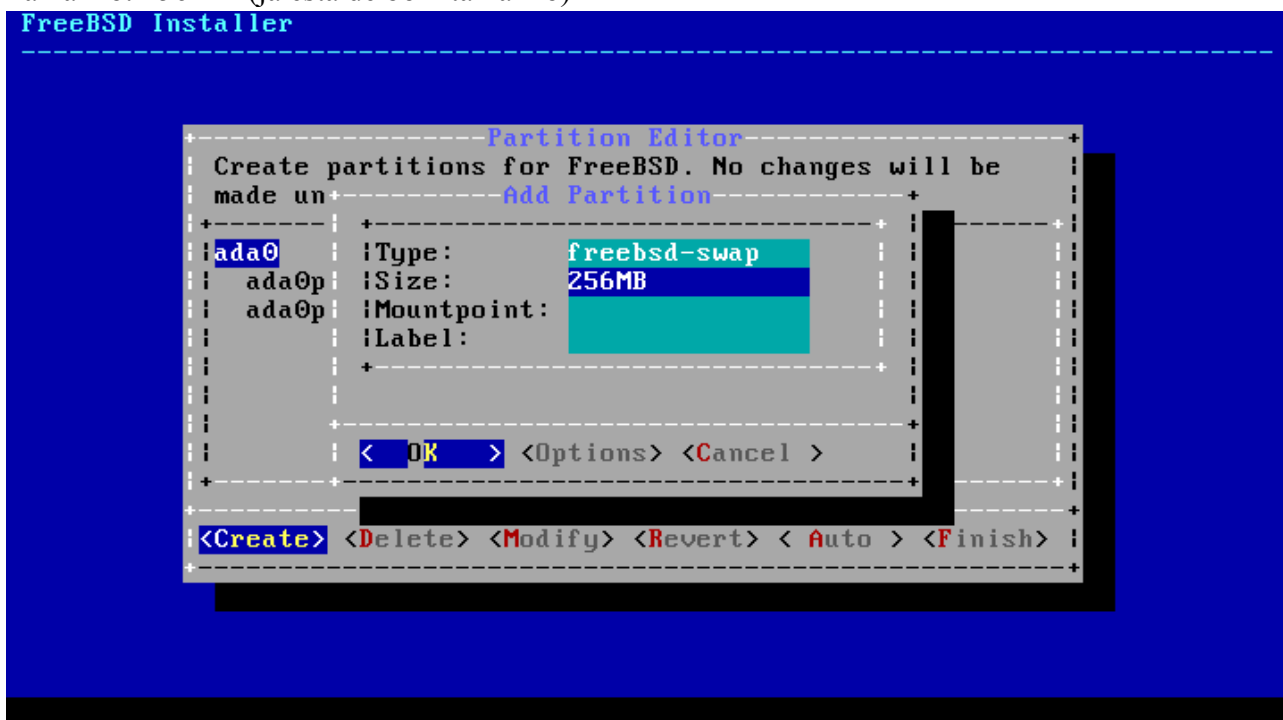 FreeBSD Installer
Partition Editor
Create partitions for FreeBSD. No changes will be
made un
Add Partition
ada0
ada0p
ada0p
Type: freebsd-swap
Size: 256MB
Mountpoint:
Label:
< OK > <Options> <Cancel >
<Create> <Delete> <Modify> <Revert> < Auto > <Finish>